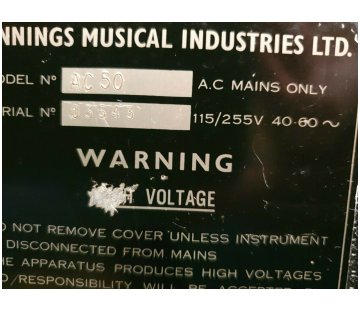 NNINGS MUSICAL INDUSTRIES LTD.
ODEL Nº AC 50 A.C MAINS ONLY
RIAL Nº 115/255V 40-60 ~
WARNING
VOLTAGE
NOT REMOVE COVER UNLESS INSTRUMENT
DISCONNECTED FROM MAINS
HE APPARATUS PRODUCES HIGH VOLTAGES
RESPONSIBILITY WILL BE ACCEPTED